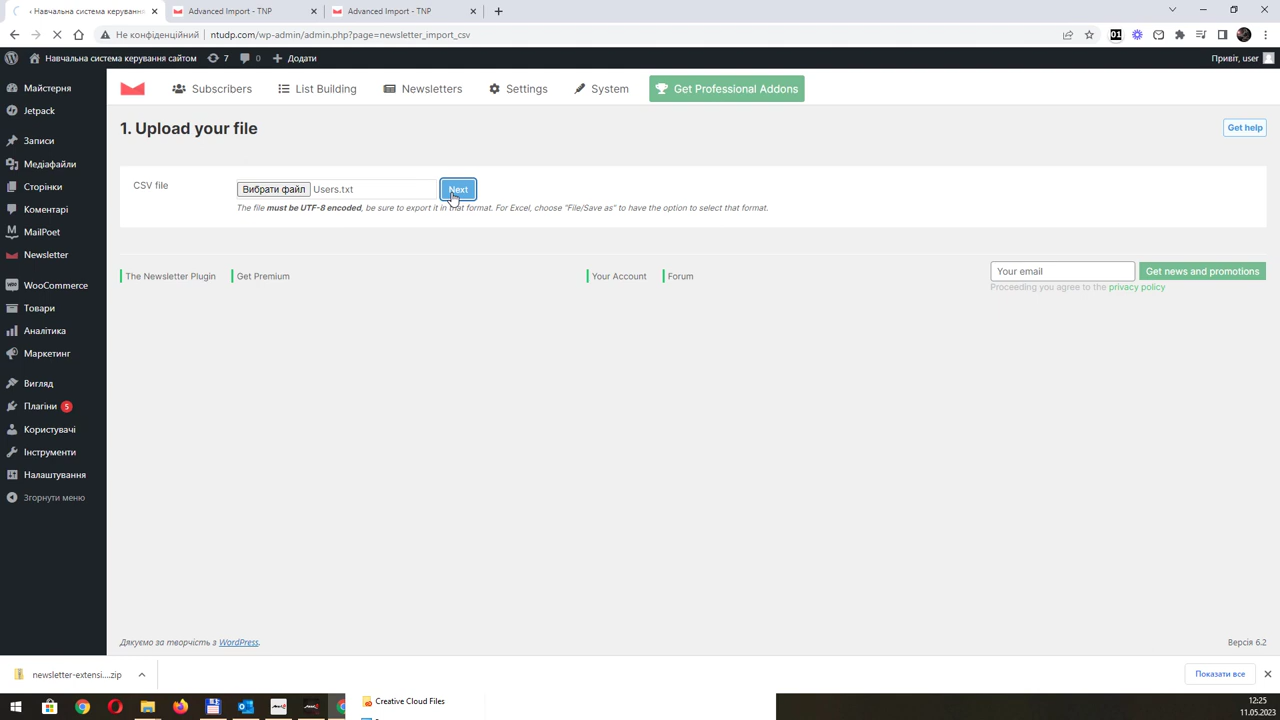 ‹ Навчальна система керування
Advanced Import - TNP
Advanced Import - TNP
Не конфіденційний
ntudp.com/wp-admin/admin.php?page=newsletter_import_csv
01
Навчальна система керування сайтом
7
0
Додати
Привіт, user
Майстерня
Jetpack
Записи
Медіафайли
Сторінки
Коментарі
MailPoet
Newsletter
WooCommerce
Товари
Аналітика
Маркетинг
Вигляд
Плагіни 5
Користувачі
Інструменти
Налаштування
Згорнути меню
Subscribers
List Building
Newsletters
Settings
System
Get Professional Addons
1. Upload your file
Get help
CSV file
Вибрати файл Users.txt
Next
The file must be UTF-8 encoded, be sure to export it in that format. For Excel, choose "File/Save as" to have the option to select that format.
The Newsletter Plugin
Get Premium
Your Account
Forum
Your email
Get news and promotions
Proceeding you agree to the privacy policy
Дякуємо за творчість з WordPress.
Версія 6.2
newsletter-extensi....zip
Показати все
Creative Cloud Files
12:25
11.05.2023